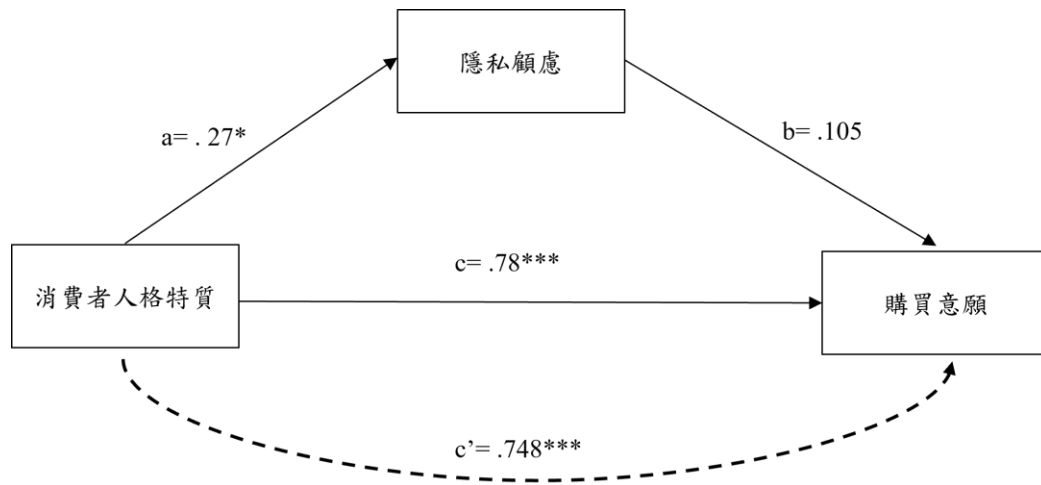 隱私顧慮
a= . 27*
b= .105
消費者人格特質
c= .78***
購買意願
c’= .748***